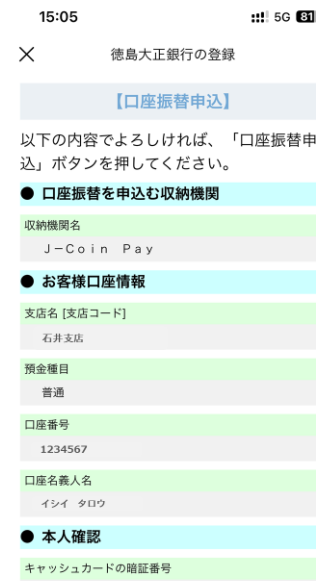 15:05
5G 81
徳島大正銀行の登録
【口座振替申込】
以下の内容でよろしければ、「口座振替申
込」ボタンを押してください。
● 口座振替を申込む収納機関
収納機関名
J－Coin Pay
● お客様口座情報
支店名 [支店コード]
石井支店
預金種目
普通
口座番号
1234567
口座名義人名
イシイ タロウ
● 本人確認
キャッシュカードの暗証番号